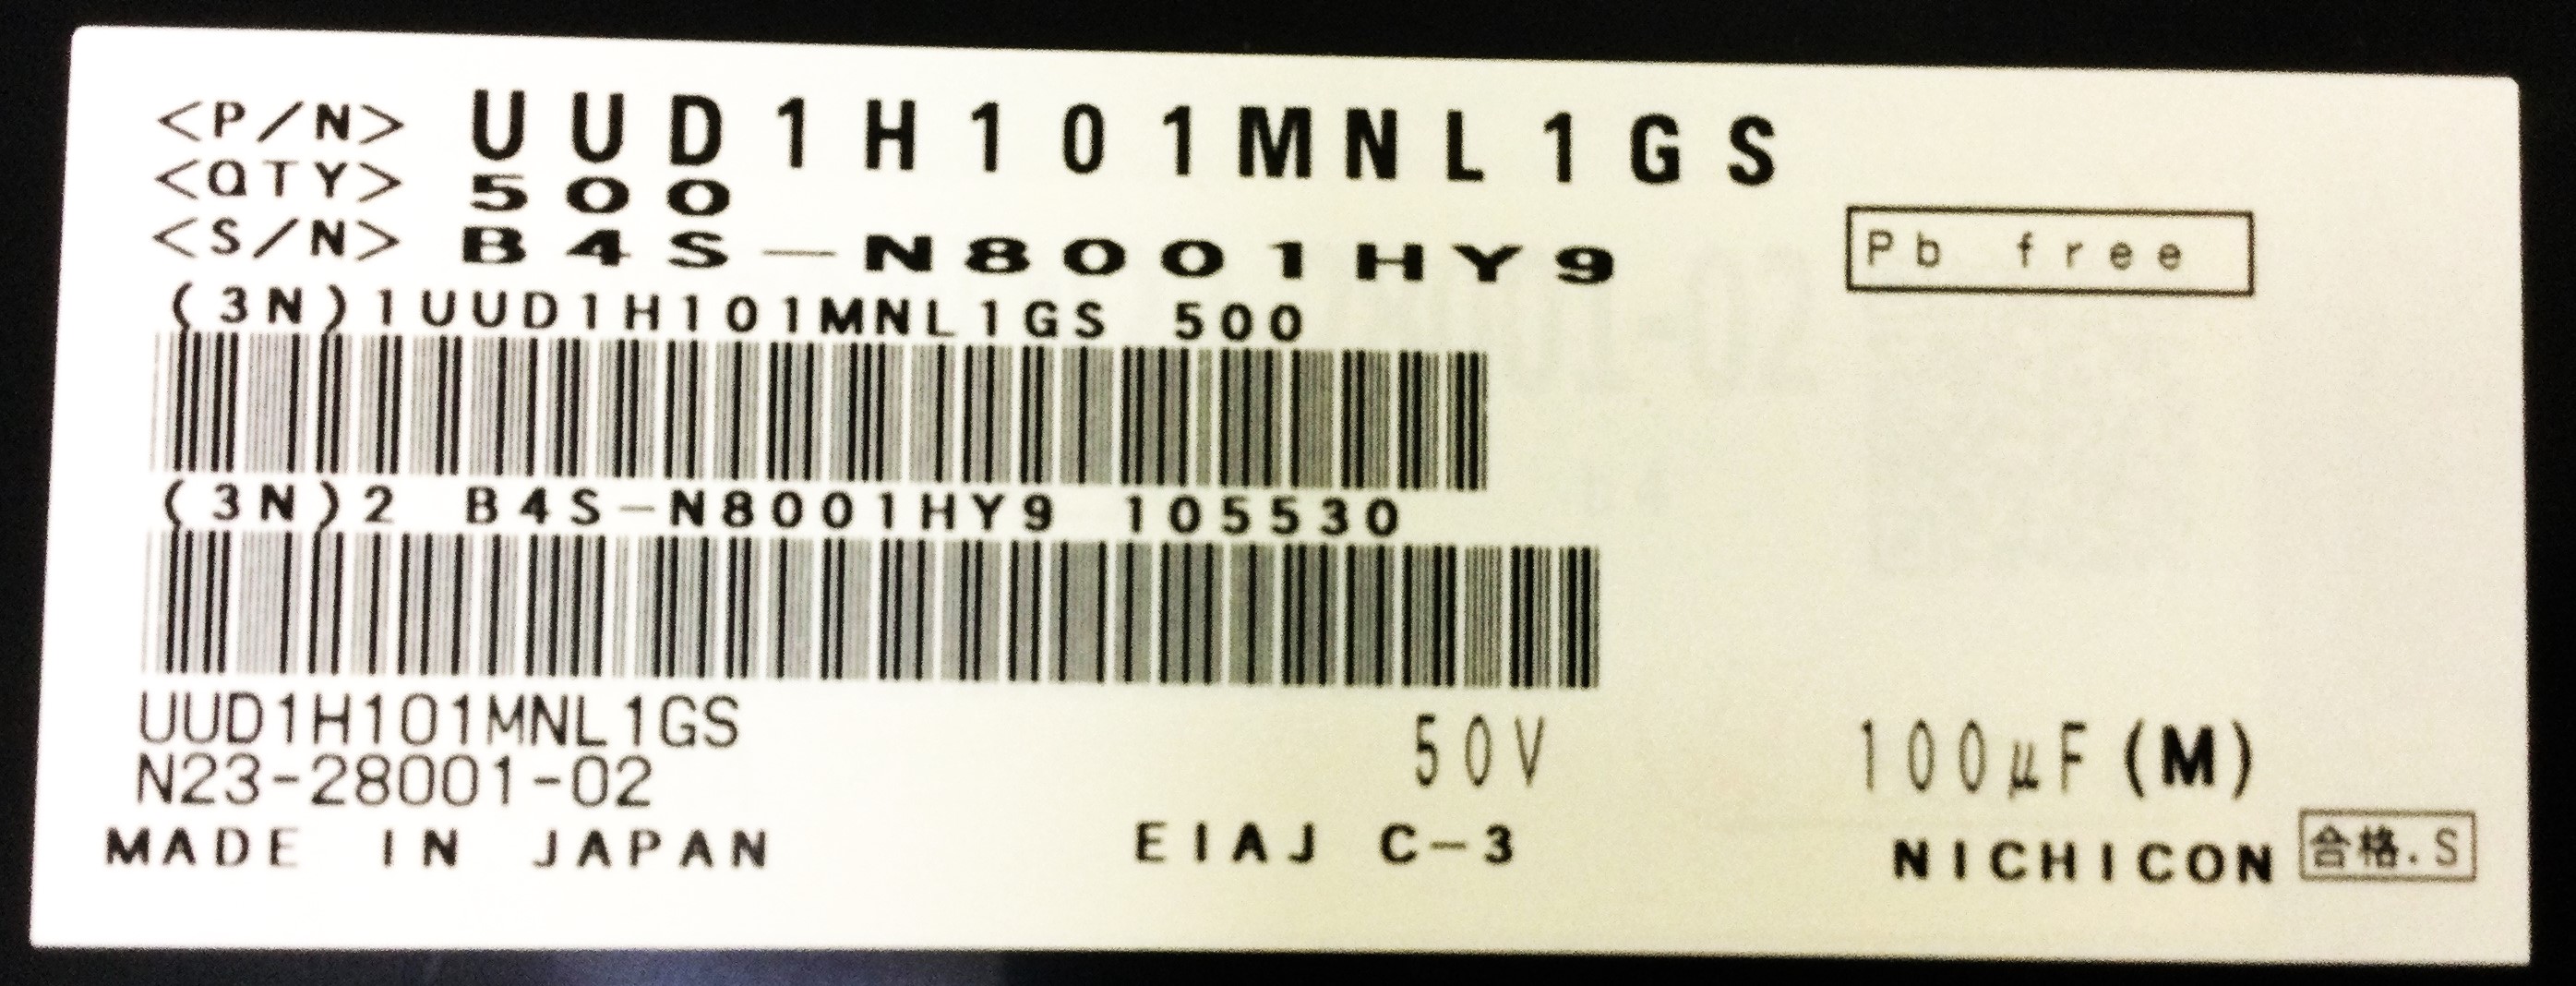 <P/N> UUD1H101MNL1GS
<QTY> 500
<S/N> B4S-N8001HY9
Pb free
(3N)1UUD1H101MNL1GS 500
(3N)2 B4S-N8001HY9 105530
UUD1H101MNL1GS
50V 100μF(M)
N23-28001-02
MADE IN JAPAN EIAJ C-3 NICHICON 合格.S